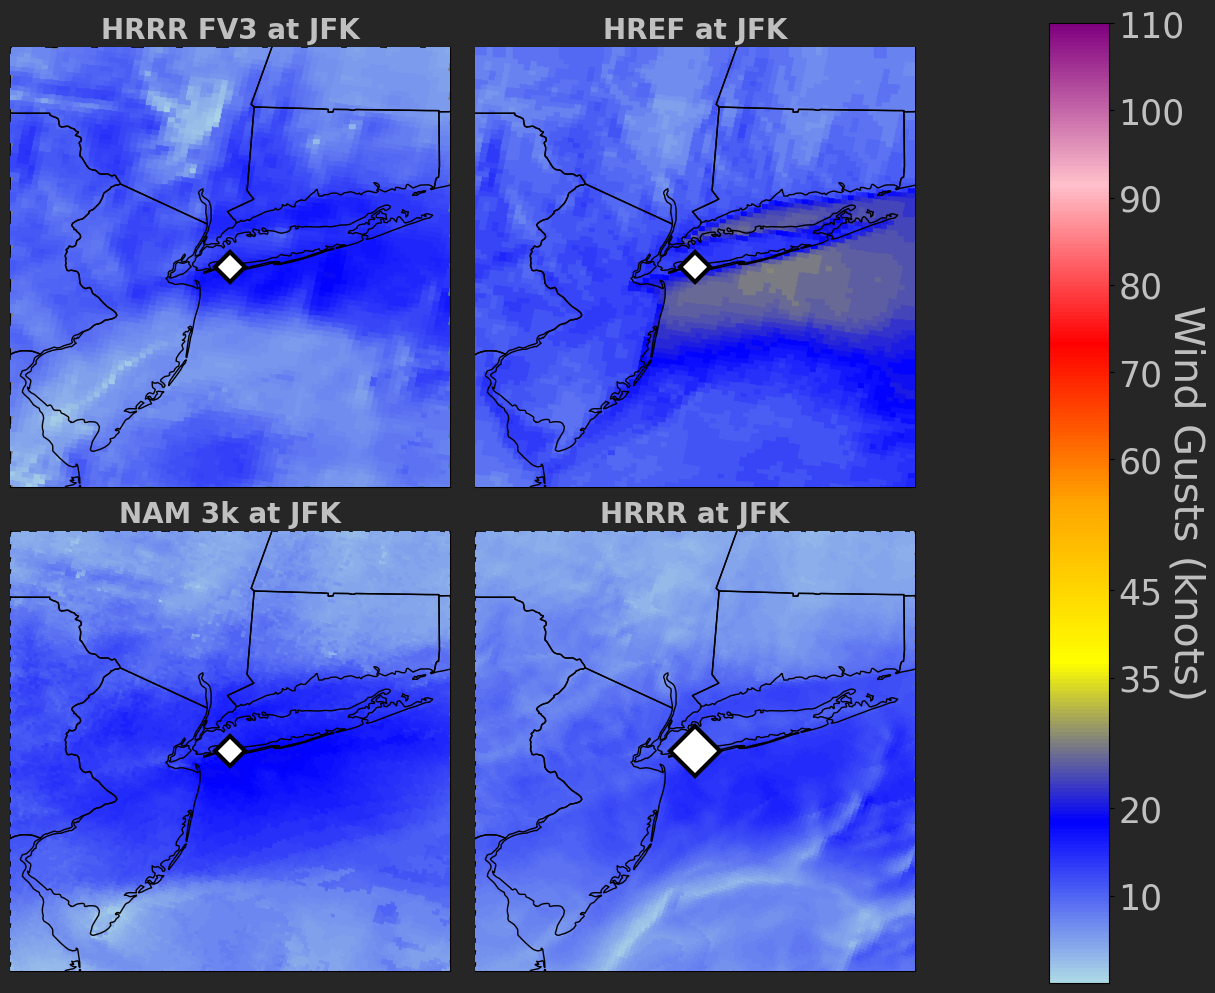 HRRR FV3 at JFK
HREF at JFK
NAM 3k at JFK
HRRR at JFK
110
100
90
80
70
60
45
35
20
10
Wind Gusts (knots)